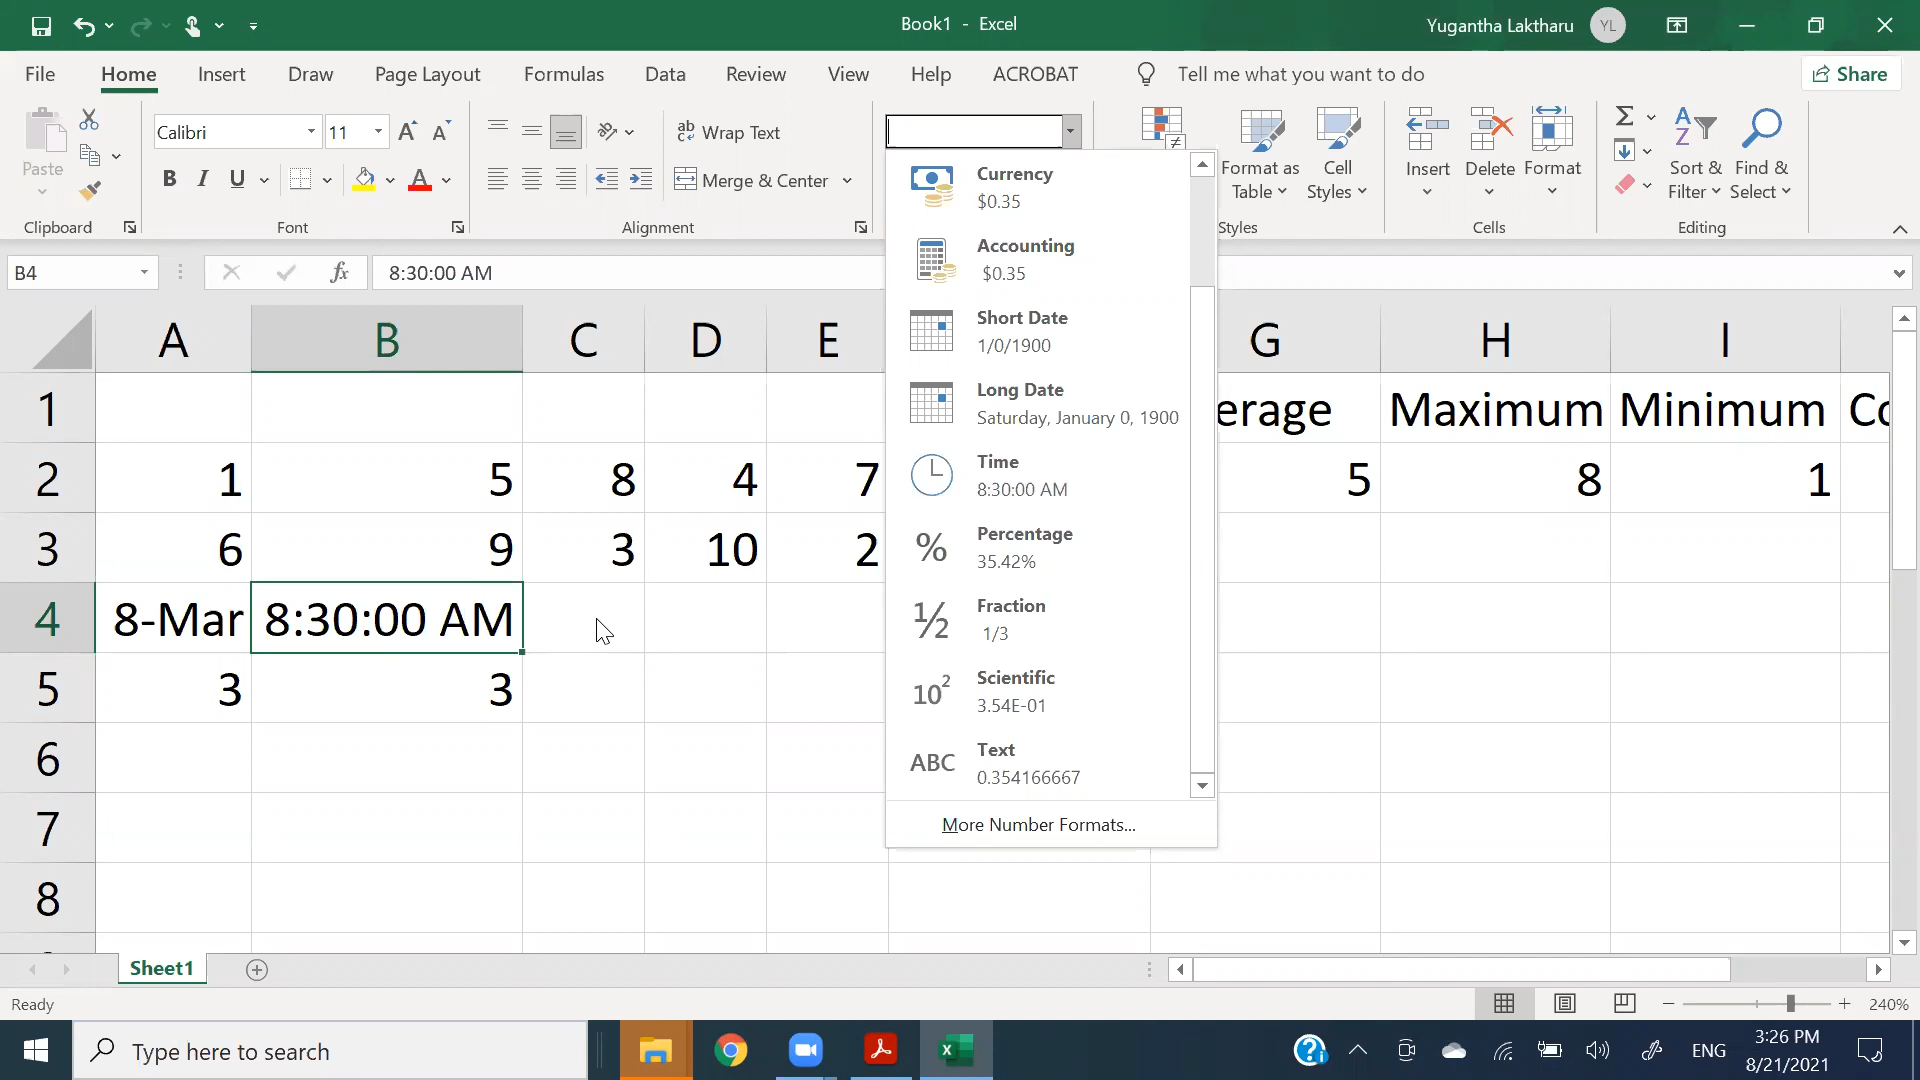 Book1 - Excel
Yugantha Laktharu YL
File Home Insert Draw Page Layout Formulas Data Review View Help ACROBAT Tell me what you want to do Share
Paste
Clipboard
Calibri 11
B I U
Font
ab Wrap Text
Merge & Center
Alignment
Format as Table
Cell Styles
Styles
Insert Delete Format
Cells
Sort & Filter
Find & Select
Editing
B4 fx 8:30:00 AM
Currency
$0.35
Accounting
$0.35
Short Date
1/0/1900
Long Date
Saturday, January 0, 1900
Time
8:30:00 AM
% Percentage
35.42%
½ Fraction
1/3
10² Scientific
3.54E-01
ABC Text
0.354166667
More Number Formats...
A B C D E G H I
1 erage Maximum Minimum Co
2 1 5 8 4 7 5 8 1
3 6 9 3 10 2
4 8-Mar 8:30:00 AM
5 3 3
6
7
8
Sheet1
Ready
240%
Type here to search
ENG
3:26 PM
8/21/2021